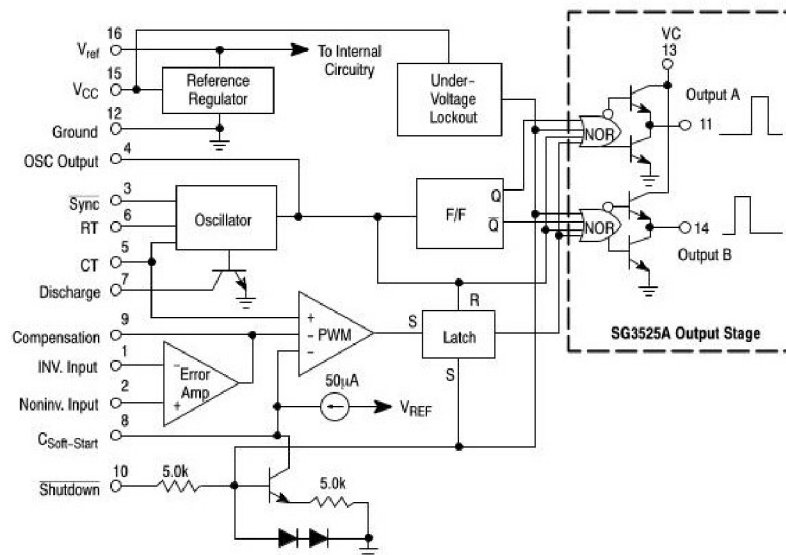 16
Vref
15
VCC
12
Ground
4
OSC Output
3
Sync
6
RT
5
CT
7
Discharge
9
Compensation
1
INV. Input
2
Noninv. Input
8
CSoft-Start
10
Shutdown
To Internal
Circuitry
Reference
Regulator
Under-
Voltage
Lockout
Oscillator
F/F
Q
Q̅
+
−
−
PWM
S
R
Latch
S
−
+
Error
Amp
50μA
VREF
5.0k
5.0k
VC
13
Output A
NOR
11
NOR
14
Output B
SG3525A Output Stage